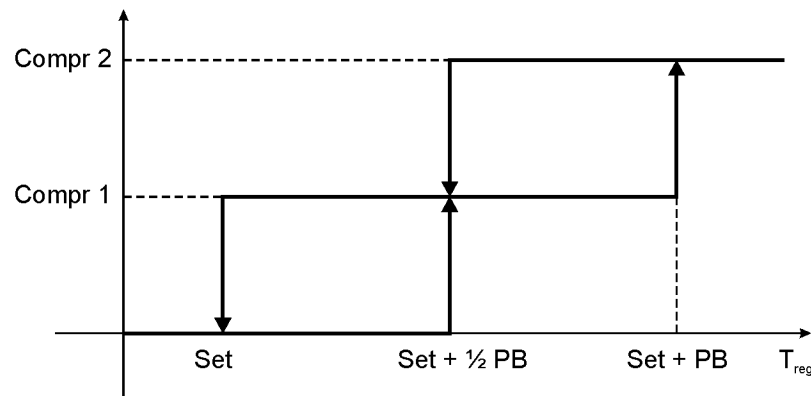 Compr 2
Compr 1
Set
Set + ½ PB
Set + PB
Treg